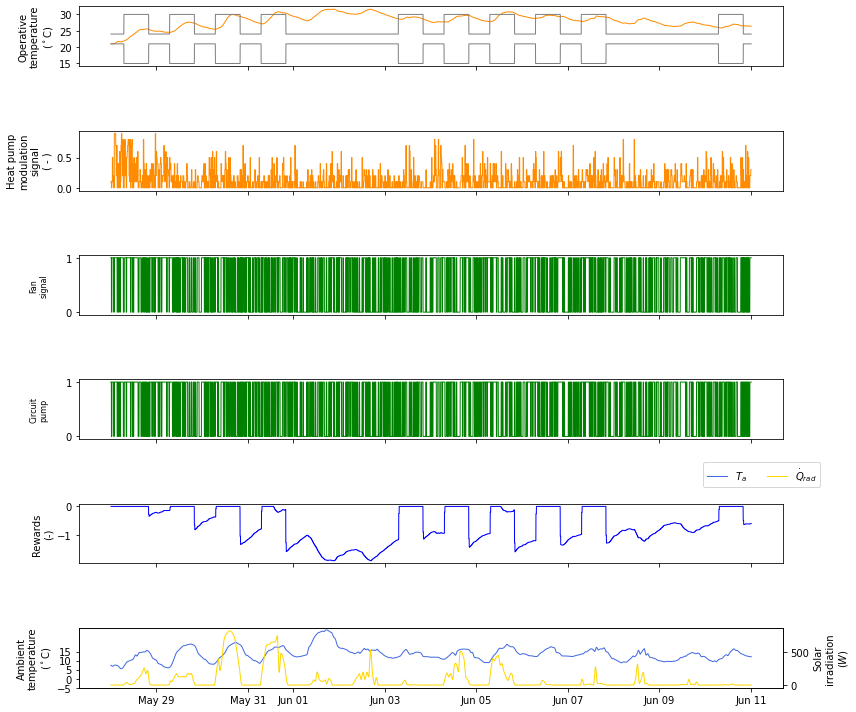 Operative
temperature
(°C)
30
25
20
15
Heat pump
modulation
signal
( - )
0.5
0.0
Fan
signal
1
0
Circuit
pump
1
0
T_a
Q̇_rad
Rewards
(-)
0
−1
Ambient
temperature
(°C)
15
10
5
0
−5
500
0
Solar
irradiation
(W)
May 29 May 31 Jun 01 Jun 03 Jun 05 Jun 07 Jun 09 Jun 11